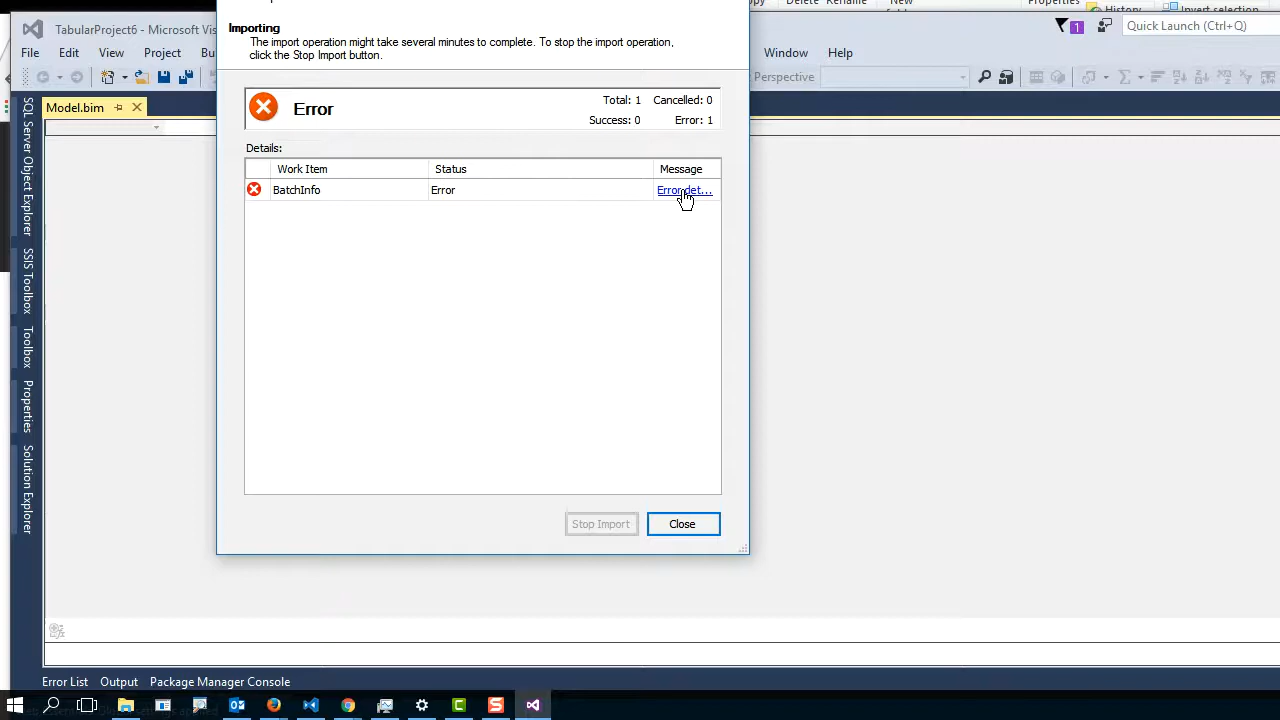 Rename
New
Properties
History
Invert selection
TabularProject6 - Microsoft Vis
1
Quick Launch (Ctrl+Q)
File Edit View Project Bu
Window Help
Perspective
Importing
The import operation might take several minutes to complete. To stop the import operation,
click the Stop Import button.
Error
Total: 1 Cancelled: 0
Success: 0 Error: 1
Model.bim
Details:
Work Item Status Message
BatchInfo Error Error det...
SQL Server Object Explorer
SSIS Toolbox
Toolbox
Properties
Solution Explorer
Stop Import Close
Error List Output Package Manager Console